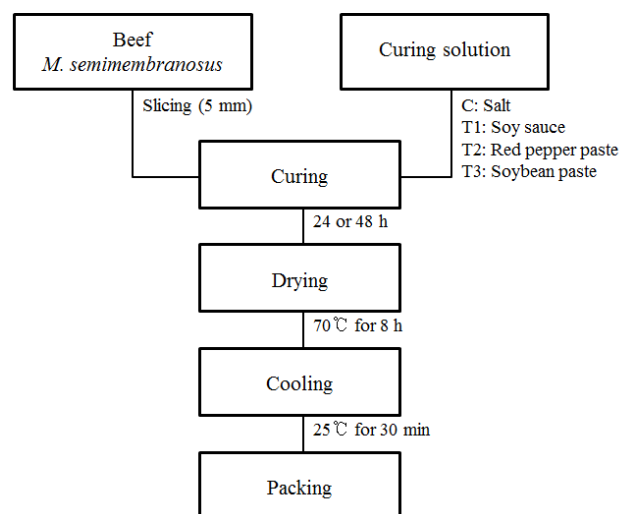 Beef
M. semimembranosus
Curing solution
Slicing (5 mm)
C: Salt
T1: Soy sauce
T2: Red pepper paste
T3: Soybean paste
Curing
24 or 48 h
Drying
70℃ for 8 h
Cooling
25℃ for 30 min
Packing